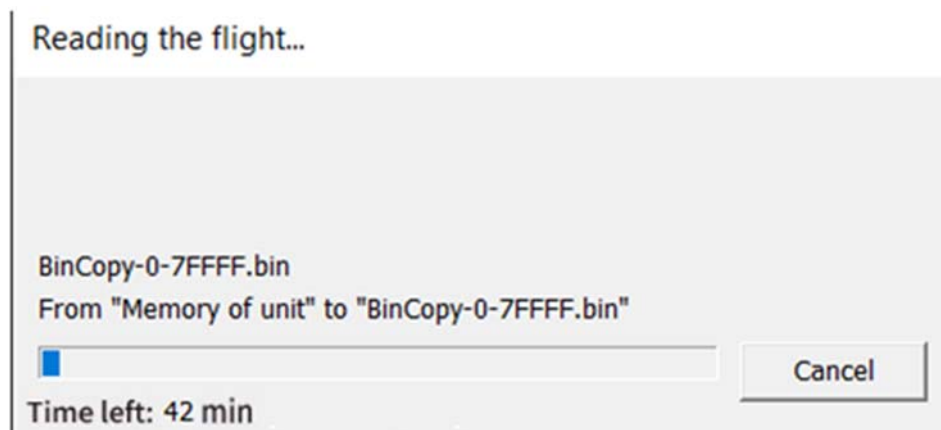 Reading the flight...
BinCopy-0-7FFFF.bin
From "Memory of unit" to "BinCopy-0-7FFFF.bin"
Cancel
Time left: 42 min